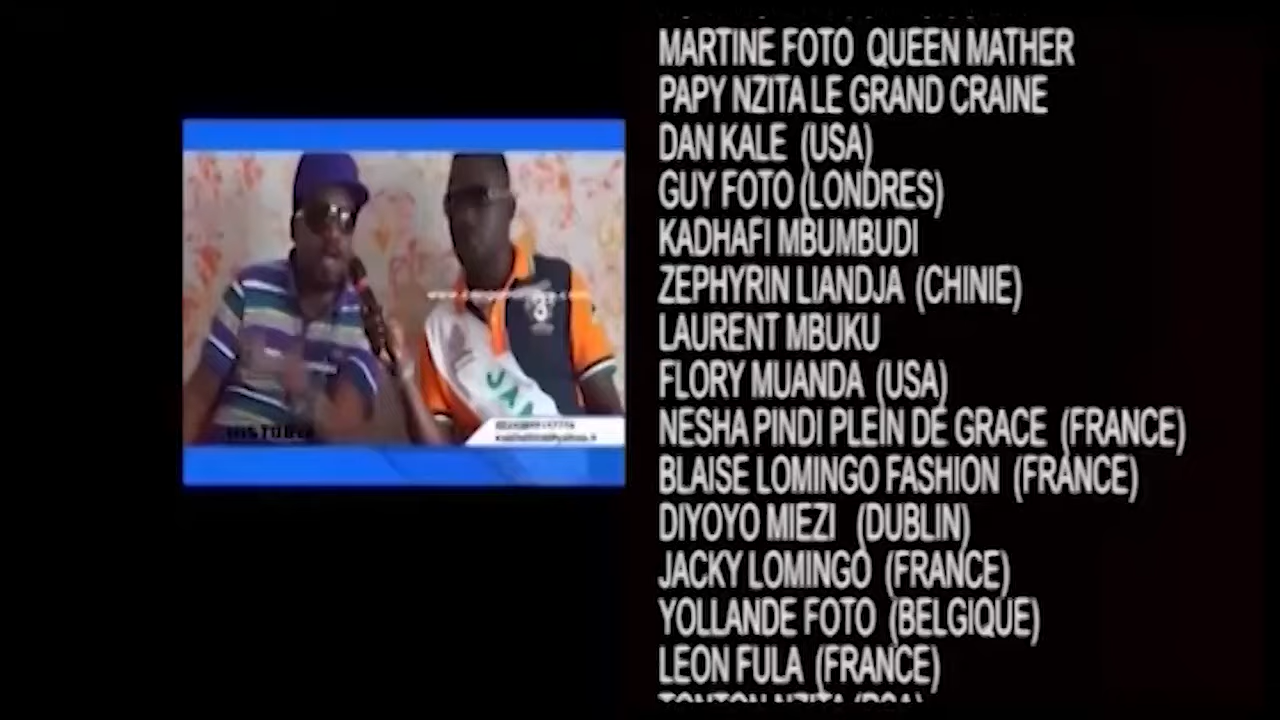 MARTINE FOTO QUEEN MATHER
PAPY NZITA LE GRAND CRAINE
DAN KALE (USA)
GUY FOTO (LONDRES)
KADHAFI MBUMBUDI
ZEPHYRIN LIANDJA (CHINIE)
LAURENT MBUKU
FLORY MUANDA (USA)
NESHA PINDI PLEIN DE GRACE (FRANCE)
BLAISE LOMINGO FASHION (FRANCE)
DIYOYO MIEZI (DUBLIN)
JACKY LOMINGO (FRANCE)
YOLLANDE FOTO (BELGIQUE)
LEON FULA (FRANCE)
TONTON NZITA